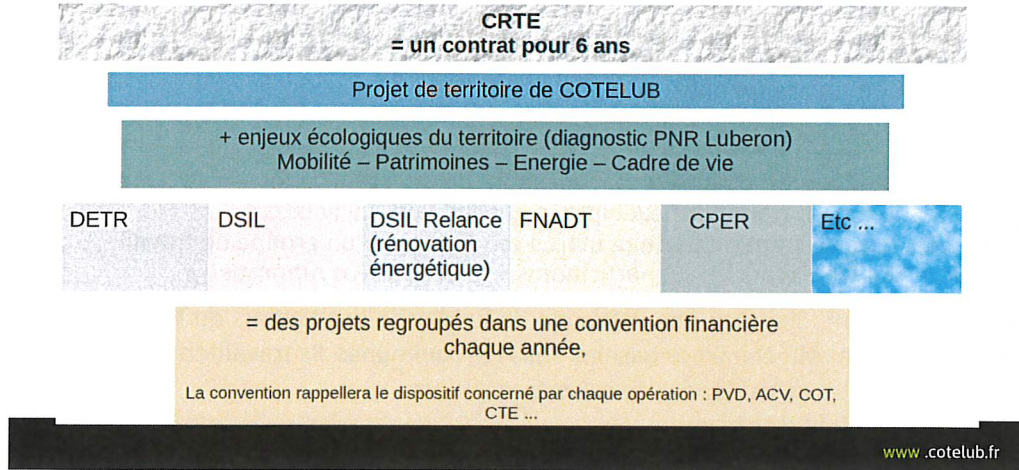 CRTE
= un contrat pour 6 ans
Projet de territoire de COTELUB
+ enjeux écologiques du territoire (diagnostic PNR Luberon)
Mobilité – Patrimoines – Energie – Cadre de vie
DETR
DSIL
DSIL Relance
(rénovation
énergétique)
FNADT
CPER
Etc ...
= des projets regroupés dans une convention financière
chaque année,
La convention rappellera le dispositif concerné par chaque opération : PVD, ACV, COT,
CTE ...
www .cotelub.fr